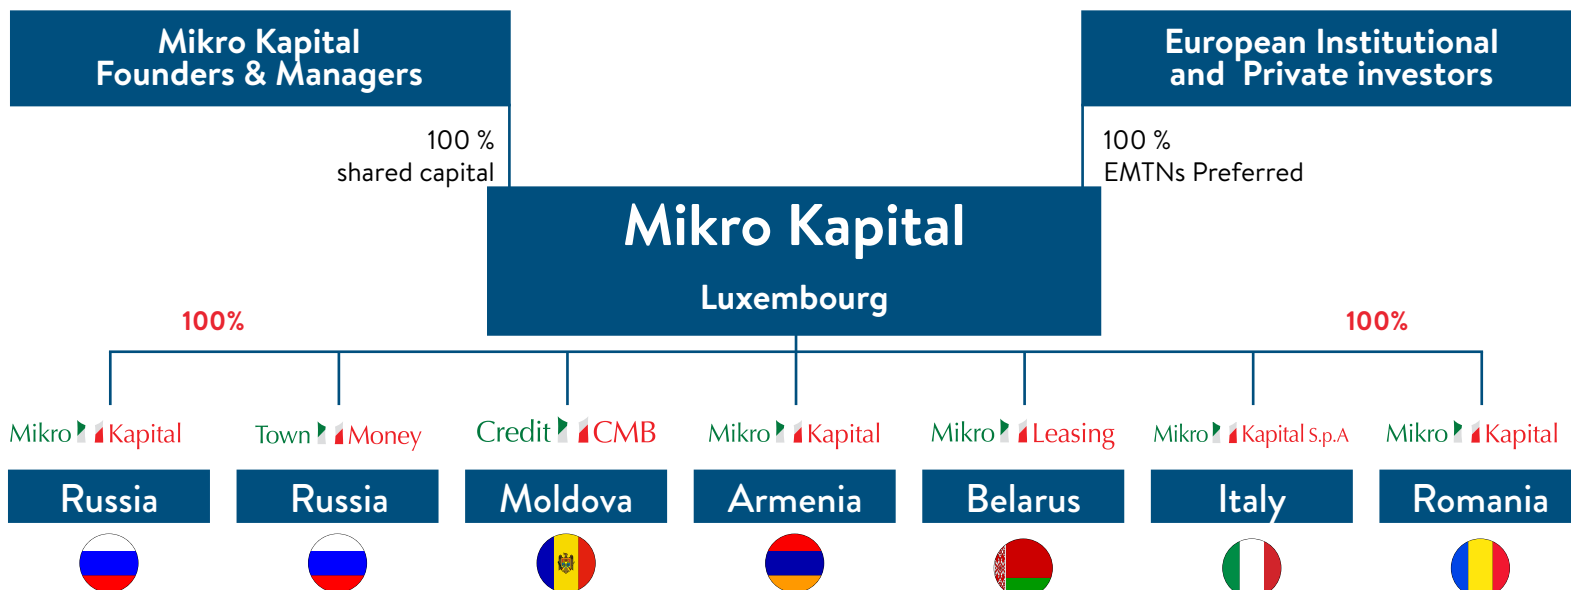 Mikro Kapital
Founders & Managers
European Institutional
and Private investors
100 %
shared capital
100 %
EMTNs Preferred
Mikro Kapital
Luxembourg
100%
100%
Mikro Kapital
Town Money
Credit CMB
Mikro Kapital
Mikro Leasing
Mikro Kapital S.p.A
Mikro Kapital
Russia
Russia
Moldova
Armenia
Belarus
Italy
Romania